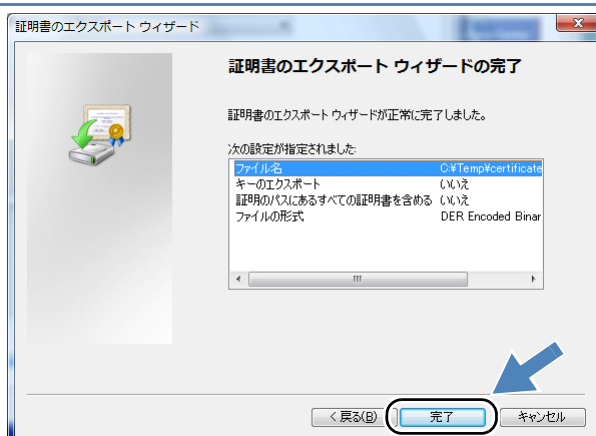 証明書のエクスポート ウィザード
証明書のエクスポート ウィザードの完了
証明書のエクスポート ウィザードが正常に完了しました。
次の設定が指定されました:
ファイル名 C:¥Temp¥certificate
キーのエクスポート いいえ
証明のパスにあるすべての証明書を含める いいえ
ファイルの形式 DER Encoded Binar
< 戻る(B) 完了 キャンセル